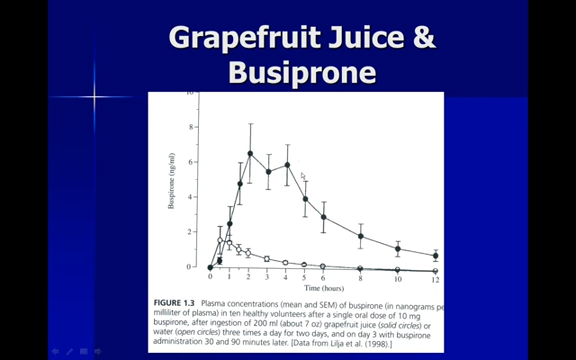 Grapefruit Juice &
Busiprone
10
8
6
4
2
0
Buspirone (ng/ml)
0 1 2 3 4 5 6 8 10 12
Time (hours)
FIGURE 1.3 Plasma concentrations (mean and SEM) of buspirone (in nanograms pe
milliliter of plasma) in ten healthy volunteers after a single oral dose of 10 mg
buspirone, after ingestion of 200 ml (about 7 oz) grapefruit juice (solid circles) or
water (open circles) three times a day for two days, and on day 3 with buspirone
administration 30 and 90 minutes later. [Data from Lilja et al. (1998).]